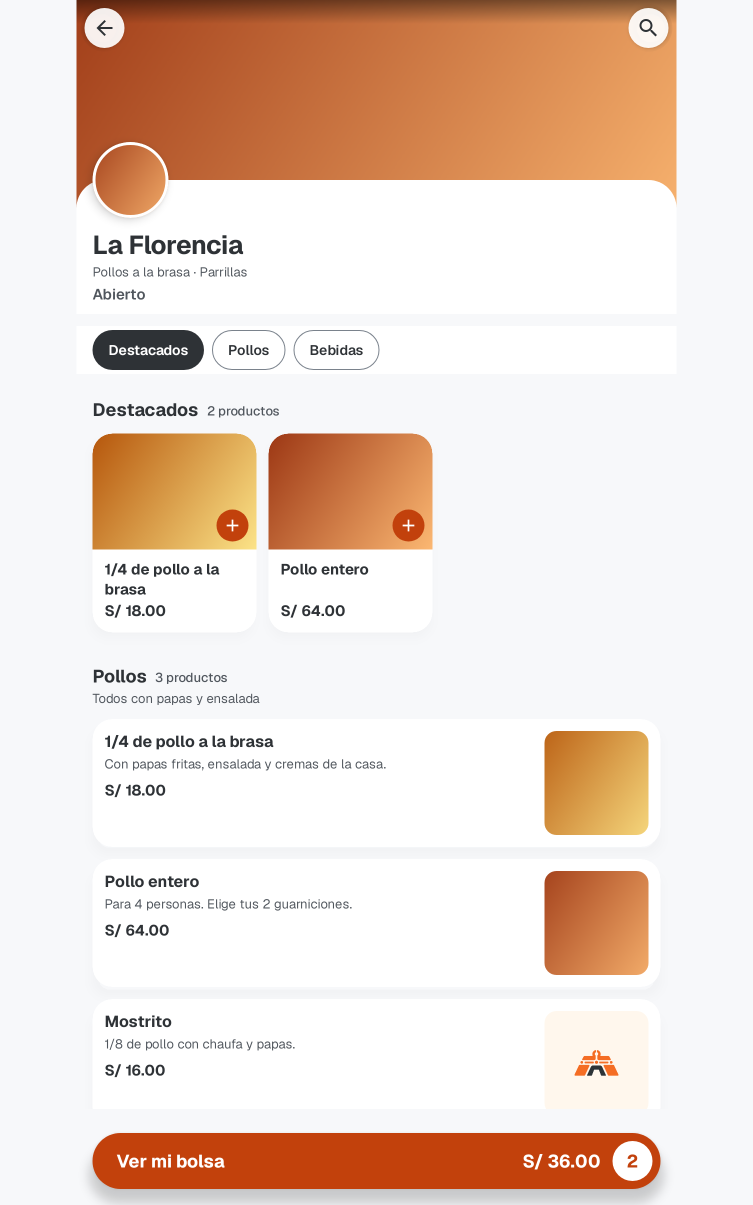 La Florencia
Pollos a la brasa · Parrillas
Abierto
Destacados
Pollos
Bebidas
Destacados 2 productos
1/4 de pollo a la
brasa
S/ 18.00
Pollo entero
S/ 64.00
Pollos 3 productos
Todos con papas y ensalada
1/4 de pollo a la brasa
Con papas fritas, ensalada y cremas de la casa.
S/ 18.00
Pollo entero
Para 4 personas. Elige tus 2 guarniciones.
S/ 64.00
Mostrito
1/8 de pollo con chaufa y papas.
S/ 16.00
Ver mi bolsa S/ 36.00 2